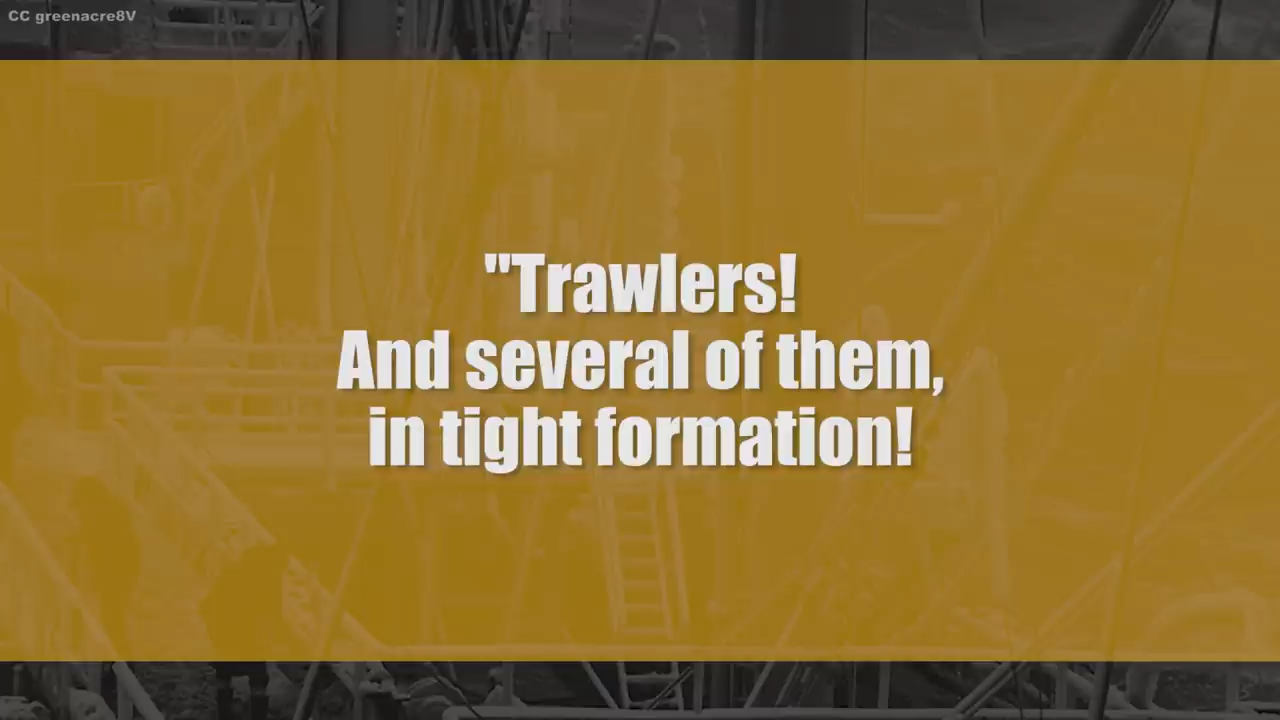 CC greenacre8V
"Trawlers!
And several of them,
in tight formation!